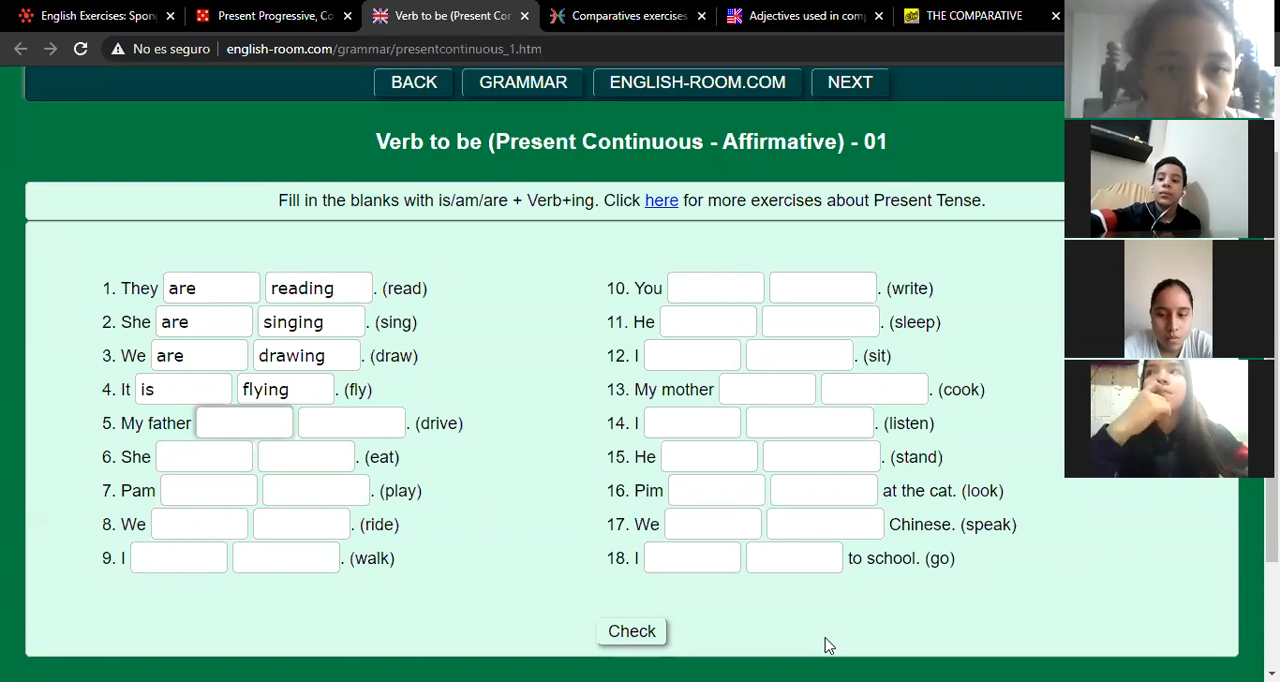 English Exercises: Spon
Present Progressive, Co
Verb to be (Present Cor
Comparatives exercises
Adjectives used in com
THE COMPARATIVE
No es seguro english-room.com/grammar/presentcontinuous_1.htm
BACK GRAMMAR ENGLISH-ROOM.COM NEXT
Verb to be (Present Continuous - Affirmative) - 01
Fill in the blanks with is/am/are + Verb+ing. Click here for more exercises about Present Tense.
1. They are reading . (read)
2. She are singing . (sing)
3. We are drawing . (draw)
4. It is flying . (fly)
5. My father . (drive)
6. She . (eat)
7. Pam . (play)
8. We . (ride)
9. I . (walk)
10. You . (write)
11. He . (sleep)
12. I . (sit)
13. My mother . (cook)
14. I . (listen)
15. He . (stand)
16. Pim at the cat. (look)
17. We Chinese. (speak)
18. I to school. (go)
Check